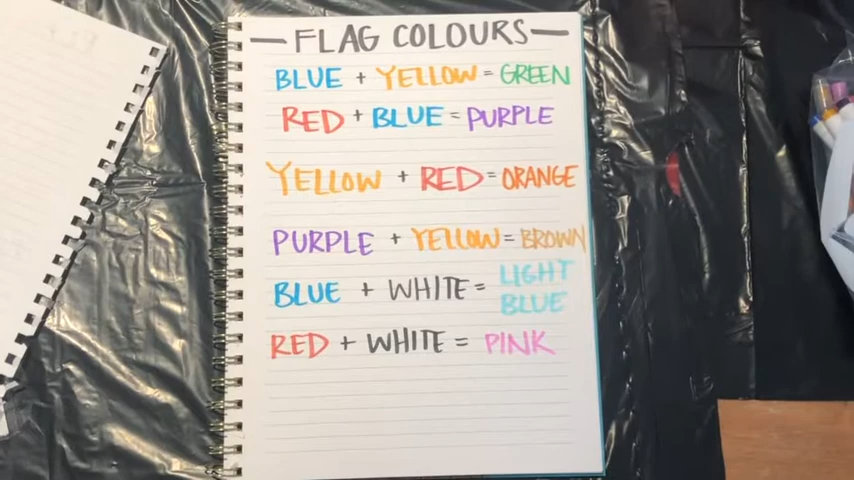 — FLAG COLOURS —
BLUE + YELLOW = GREEN
RED + BLUE = PURPLE
YELLOW + RED = ORANGE
PURPLE + YELLOW = BROWN
BLUE + WHITE = LIGHT BLUE
RED + WHITE = PINK